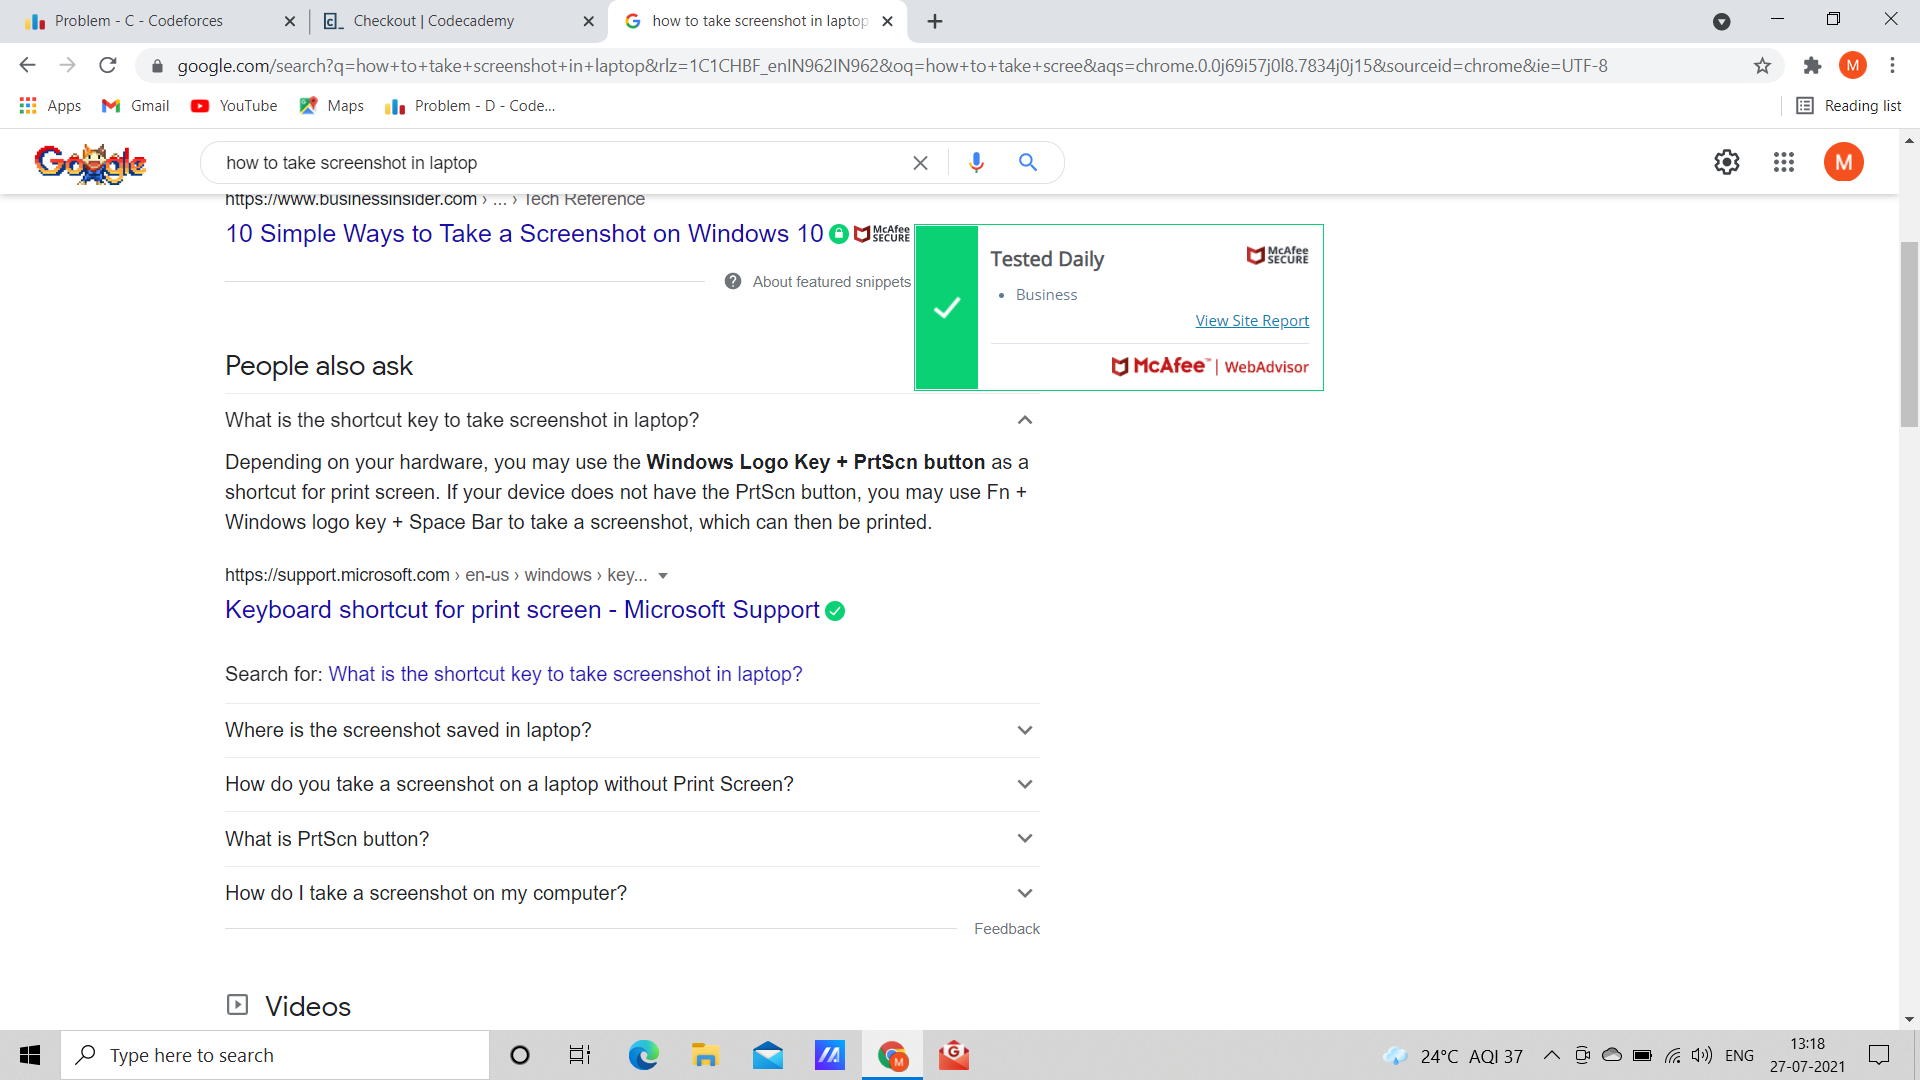 Problem - C - Codeforces
Checkout | Codecademy
how to take screenshot in laptop
google.com/search?q=how+to+take+screenshot+in+laptop&rlz=1C1CHBF_enIN962IN962&oq=how+to+take+scree&aqs=chrome.0.0j69i57j0l8.7834j0j15&sourceid=chrome&ie=UTF-8
M
Apps
Gmail
YouTube
Maps
Problem - D - Code...
Reading list
Google
how to take screenshot in laptop
M
https://www.businessinsider.com › ... › Tech Reference
10 Simple Ways to Take a Screenshot on Windows 10
McAfee SECURE
About featured snippets
Tested Daily
McAfee SECURE
• Business
View Site Report
McAfee™ | WebAdvisor
People also ask
What is the shortcut key to take screenshot in laptop?
Depending on your hardware, you may use the Windows Logo Key + PrtScn button as a
shortcut for print screen. If your device does not have the PrtScn button, you may use Fn +
Windows logo key + Space Bar to take a screenshot, which can then be printed.
https://support.microsoft.com › en-us › windows › key...
Keyboard shortcut for print screen - Microsoft Support
Search for: What is the shortcut key to take screenshot in laptop?
Where is the screenshot saved in laptop?
How do you take a screenshot on a laptop without Print Screen?
What is PrtScn button?
How do I take a screenshot on my computer?
Feedback
Videos
Type here to search
M
G
24°C AQI 37
ENG
13:18
27-07-2021